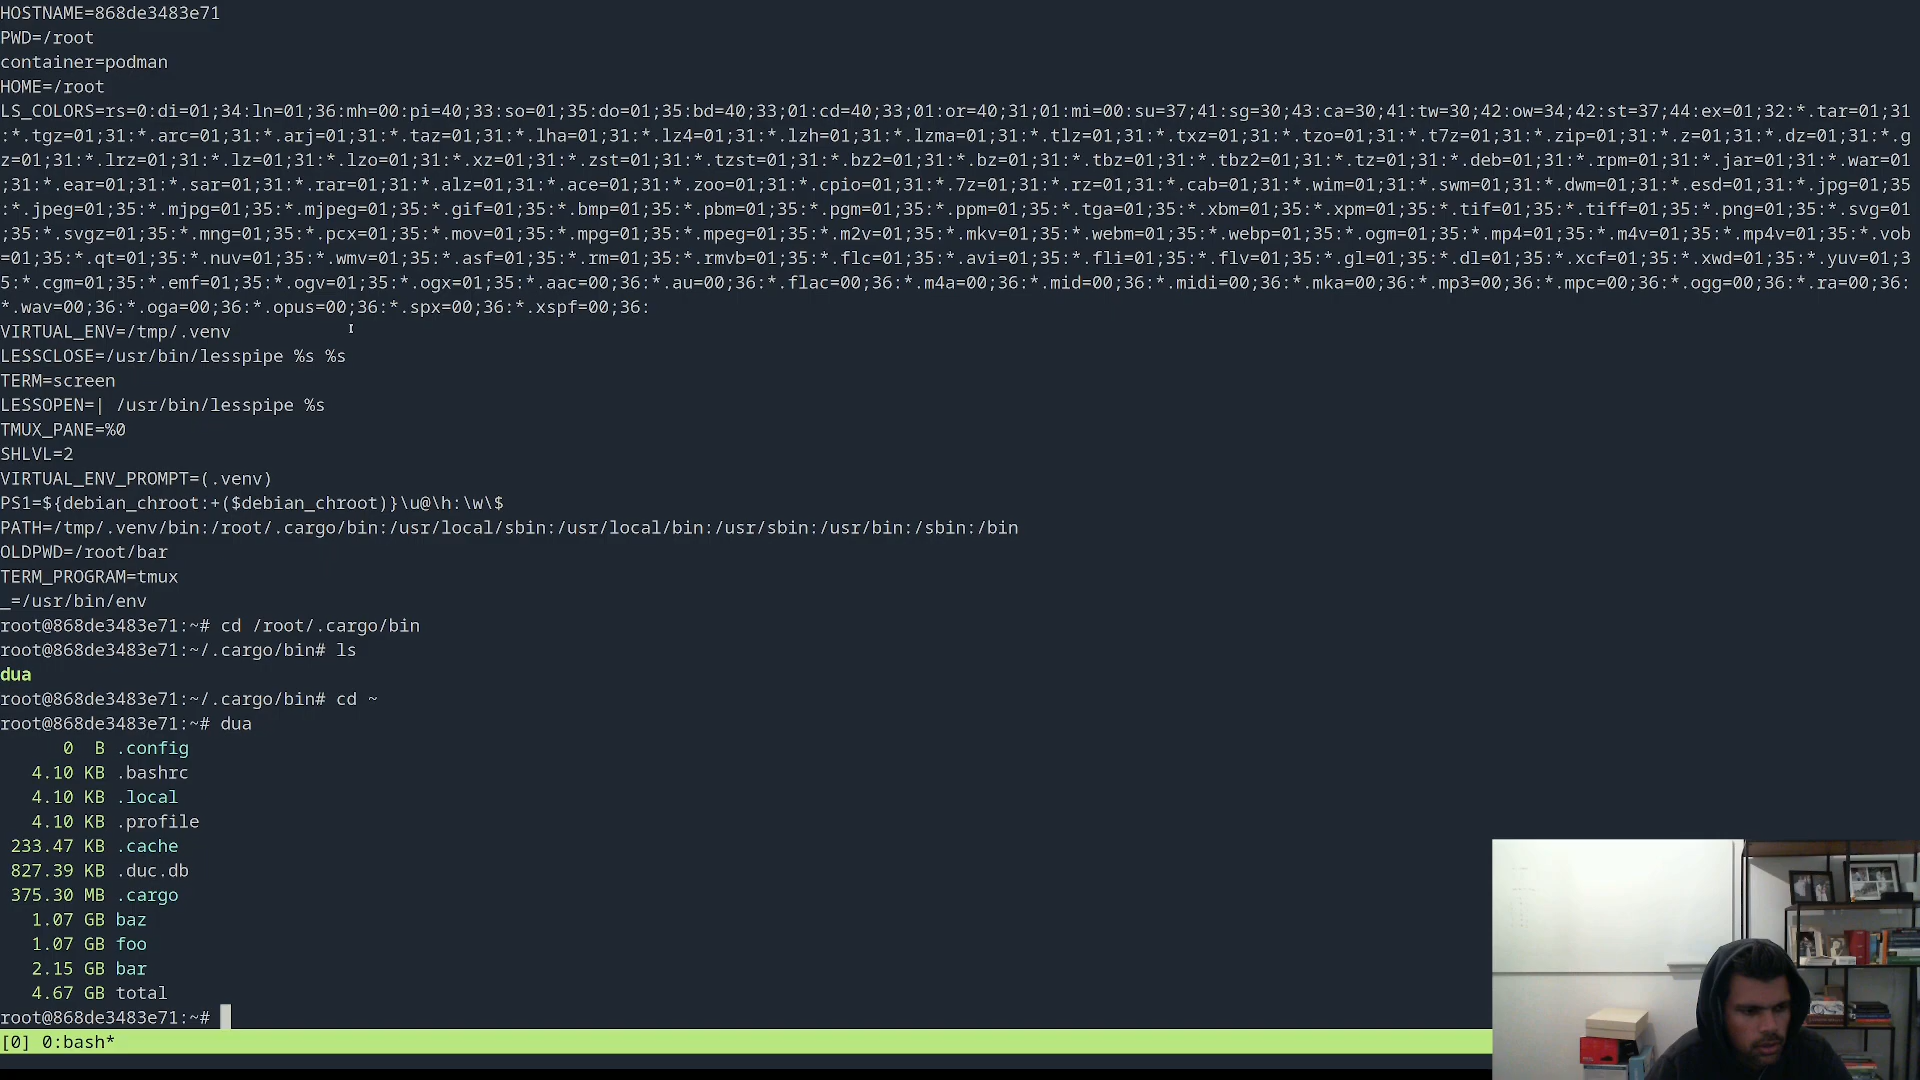 HOSTNAME=868de3483e71
PWD=/root
container=podman
HOME=/root
LS_COLORS=rs=0:di=01;34:ln=01;36:mh=00:pi=40;33:so=01;35:do=01;35:bd=40;33;01:cd=40;33;01:or=40;31;01:mi=00:su=37;41:sg=30;43:ca=30;41:tw=30;42:ow=34;42:st=37;44:ex=01;32:*.tar=01;31
:*.tgz=01;31:*.arc=01;31:*.arj=01;31:*.taz=01;31:*.lha=01;31:*.lz4=01;31:*.lzh=01;31:*.lzma=01;31:*.tlz=01;31:*.txz=01;31:*.tzo=01;31:*.t7z=01;31:*.zip=01;31:*.z=01;31:*.dz=01;31:*.g
z=01;31:*.lrz=01;31:*.lz=01;31:*.lzo=01;31:*.xz=01;31:*.zst=01;31:*.tzst=01;31:*.bz2=01;31:*.bz=01;31:*.tbz=01;31:*.tbz2=01;31:*.tz=01;31:*.deb=01;31:*.rpm=01;31:*.jar=01;31:*.war=01
;31:*.ear=01;31:*.sar=01;31:*.rar=01;31:*.alz=01;31:*.ace=01;31:*.zoo=01;31:*.cpio=01;31:*.7z=01;31:*.rz=01;31:*.cab=01;31:*.wim=01;31:*.swm=01;31:*.dwm=01;31:*.esd=01;31:*.jpg=01;35
:*.jpeg=01;35:*.mjpg=01;35:*.mjpeg=01;35:*.gif=01;35:*.bmp=01;35:*.pbm=01;35:*.pgm=01;35:*.ppm=01;35:*.tga=01;35:*.xbm=01;35:*.xpm=01;35:*.tif=01;35:*.tiff=01;35:*.png=01;35:*.svg=01
;35:*.svgz=01;35:*.mng=01;35:*.pcx=01;35:*.mov=01;35:*.mpg=01;35:*.mpeg=01;35:*.m2v=01;35:*.mkv=01;35:*.webm=01;35:*.webp=01;35:*.ogm=01;35:*.mp4=01;35:*.m4v=01;35:*.mp4v=01;35:*.vob
=01;35:*.qt=01;35:*.nuv=01;35:*.wmv=01;35:*.asf=01;35:*.rm=01;35:*.rmvb=01;35:*.flc=01;35:*.avi=01;35:*.fli=01;35:*.flv=01;35:*.gl=01;35:*.dl=01;35:*.xcf=01;35:*.xwd=01;35:*.yuv=01;3
5:*.cgm=01;35:*.emf=01;35:*.ogv=01;35:*.ogx=01;35:*.aac=00;36:*.au=00;36:*.flac=00;36:*.m4a=00;36:*.mid=00;36:*.midi=00;36:*.mka=00;36:*.mp3=00;36:*.mpc=00;36:*.ogg=00;36:*.ra=00;36:
*.wav=00;36:*.oga=00;36:*.opus=00;36:*.spx=00;36:*.xspf=00;36:
VIRTUAL_ENV=/tmp/.venv
LESSCLOSE=/usr/bin/lesspipe %s %s
TERM=screen
LESSOPEN=| /usr/bin/lesspipe %s
TMUX_PANE=%0
SHLVL=2
VIRTUAL_ENV_PROMPT=(.venv)
PS1=${debian_chroot:+($debian_chroot)}\u@\h:\w\$
PATH=/tmp/.venv/bin:/root/.cargo/bin:/usr/local/sbin:/usr/local/bin:/usr/sbin:/usr/bin:/sbin:/bin
OLDPWD=/root/bar
TERM_PROGRAM=tmux
_=/usr/bin/env
root@868de3483e71:~# cd /root/.cargo/bin
root@868de3483e71:~/.cargo/bin# ls
dua
root@868de3483e71:~/.cargo/bin# cd ~
root@868de3483e71:~# dua
0 B .config
4.10 KB .bashrc
4.10 KB .local
4.10 KB .profile
233.47 KB .cache
827.39 KB .duc.db
375.30 MB .cargo
1.07 GB baz
1.07 GB foo
2.15 GB bar
4.67 GB total
root@868de3483e71:~#
[0] 0:bash*